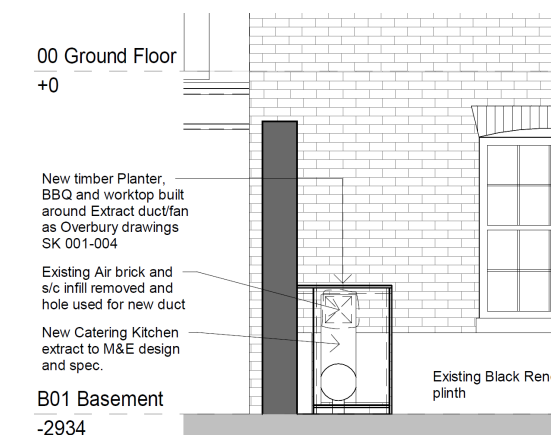 00 Ground Floor
+0
New timber Planter,
BBQ and worktop built
around Extract duct/fan
as Overbury drawings
SK 001-004
Existing Air brick and
s/c infill removed and
hole used for new duct
New Catering Kitchen
extract to M&E design
and spec.
Existing Black Ren
plinth
B01 Basement
-2934